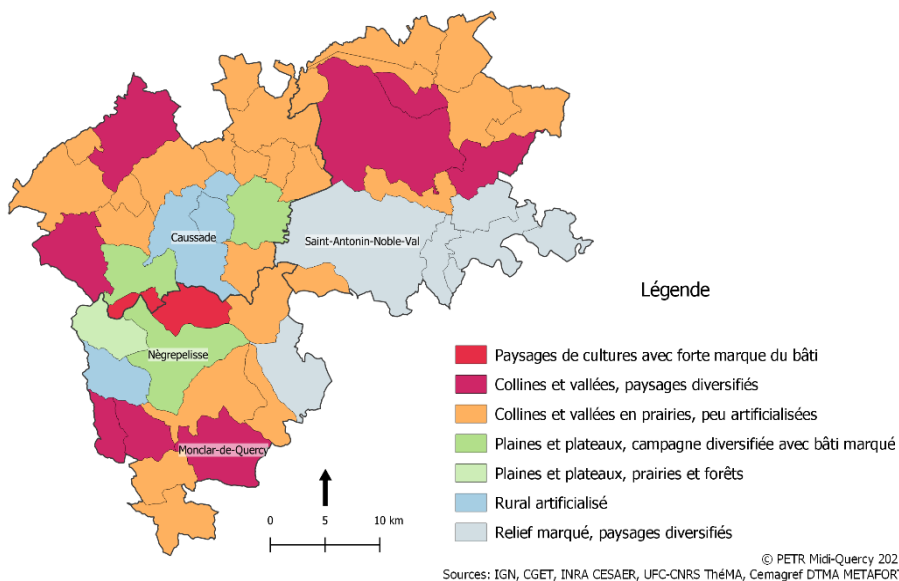 Caussade
Saint-Antonin-Noble-Val
Nègrepelisse
Monclar-de-Quercy
0 5 10 km
Légende
Paysages de cultures avec forte marque du bâti
Collines et vallées, paysages diversifiés
Collines et vallées en prairies, peu artificialisées
Plaines et plateaux, campagne diversifiée avec bâti marqué
Plaines et plateaux, prairies et forêts
Rural artificialisé
Relief marqué, paysages diversifiés
© PETR Midi-Quercy 202
Sources: IGN, CGET, INRA CESAER, UFC-CNRS ThéMA, Cemagref DTMA METAFORT